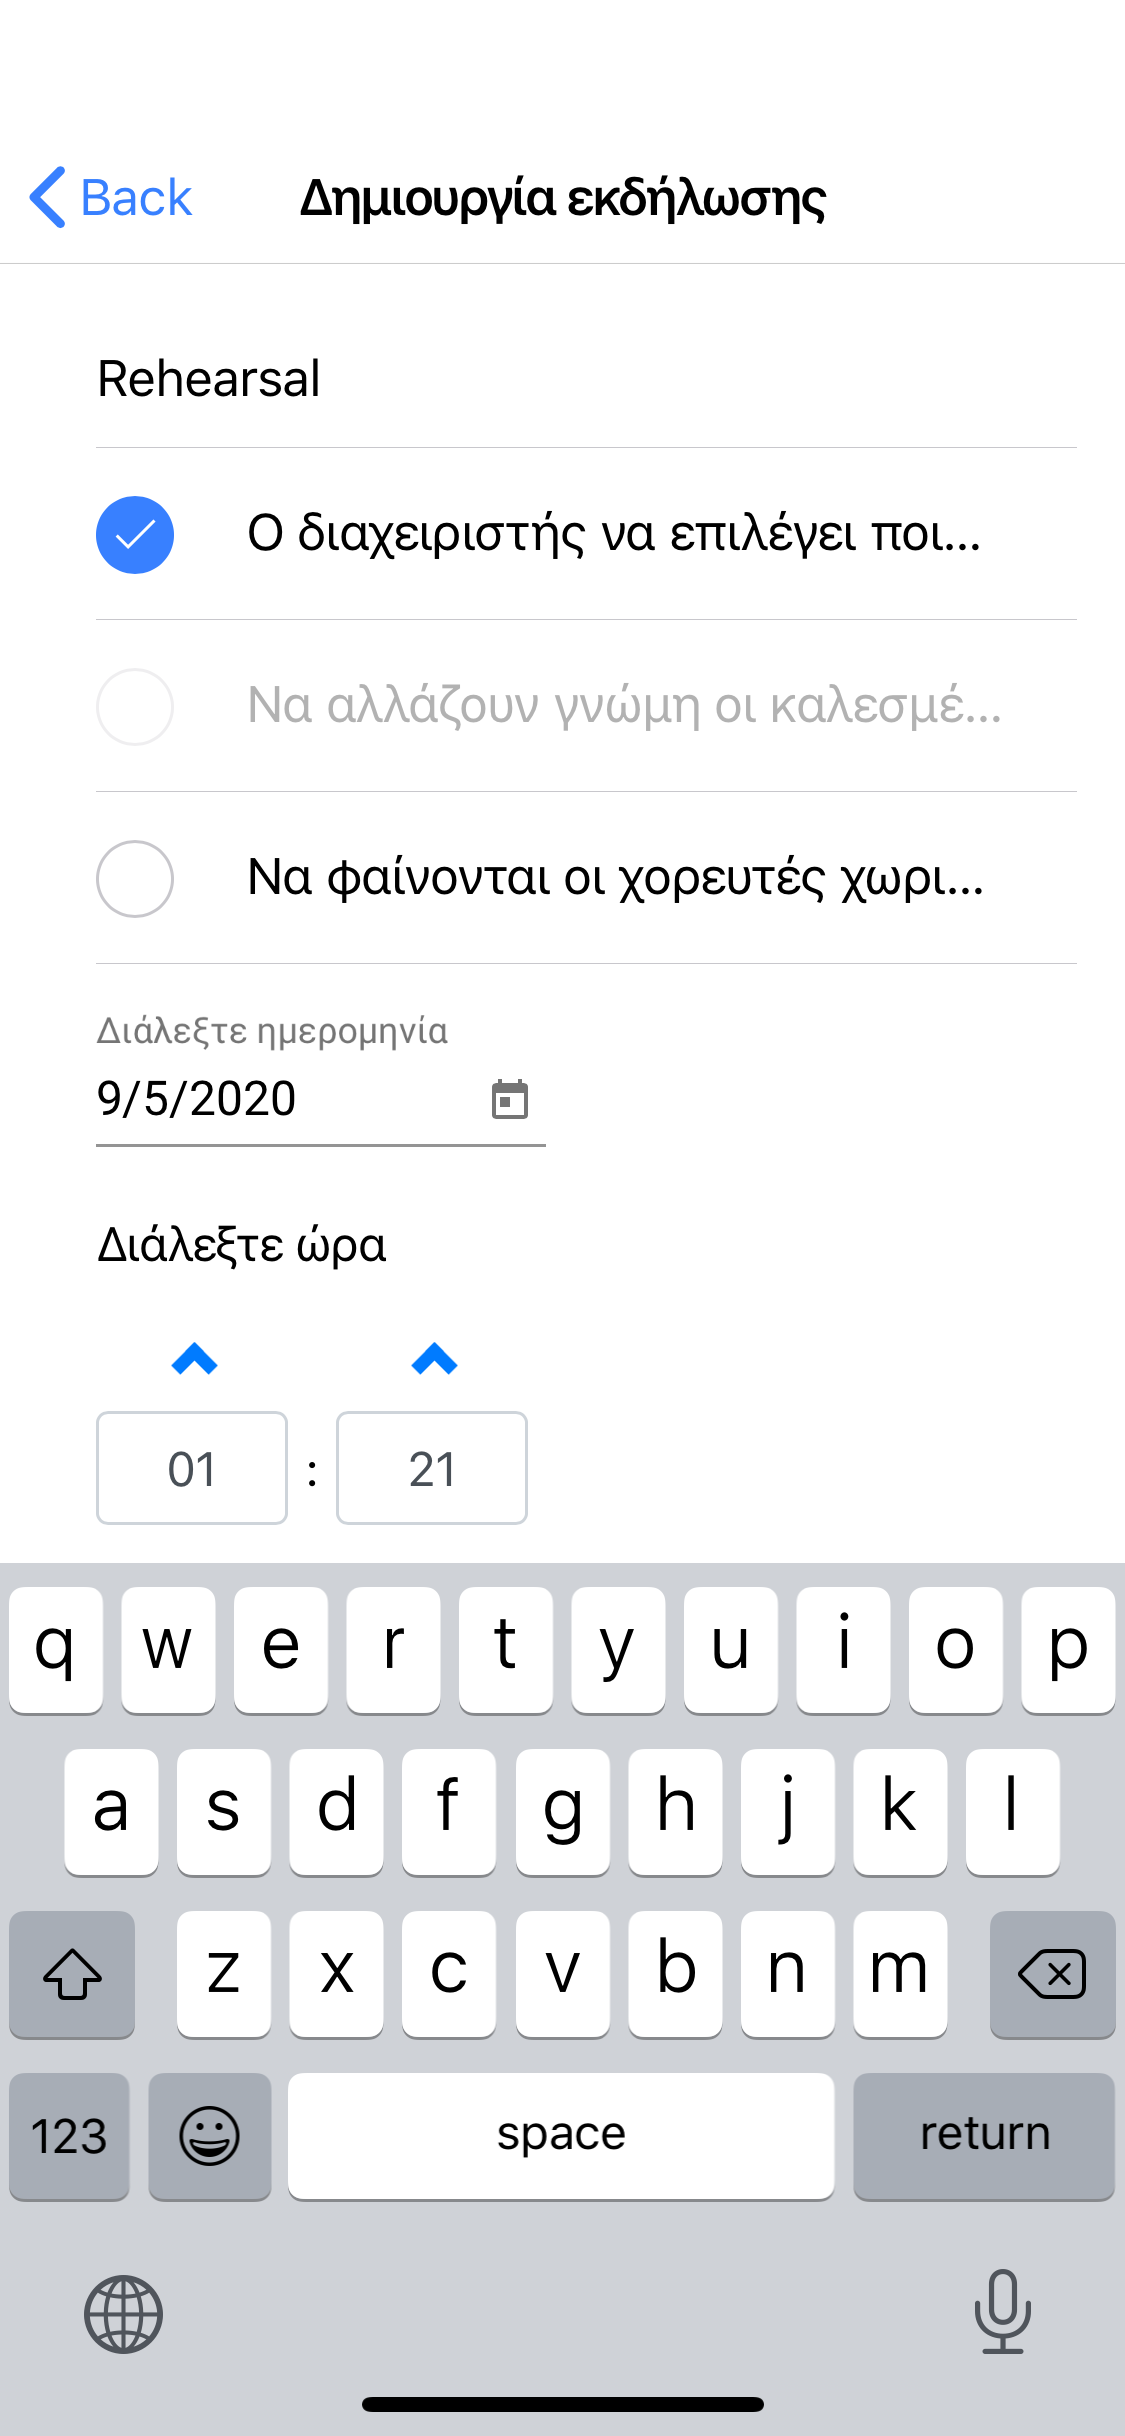 Back
Δημιουργία εκδήλωσης
Rehearsal
Ο διαχειριστής να επιλέγει ποι...
Να αλλάζουν γνώμη οι καλεσμέ...
Να φαίνονται οι χορευτές χωρι...
Διάλεξτε ημερομηνία
9/5/2020
Διάλεξτε ώρα
01 : 21
q w e r t y u i o p
a s d f g h j k l
z x c v b n m
123 space return